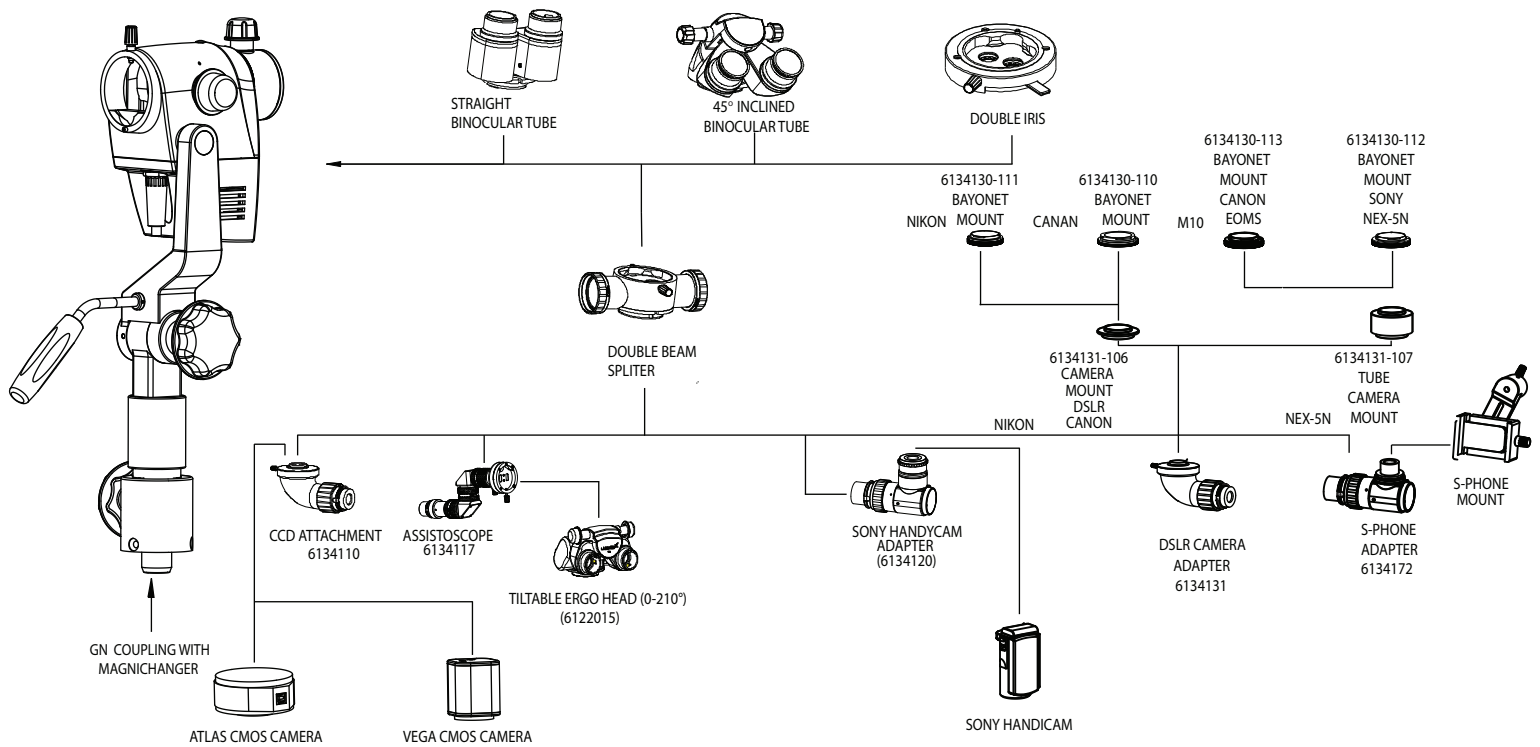 STRAIGHT
BINOCULAR TUBE
45° INCLINED
BINOCULAR TUBE
DOUBLE IRIS
6134130-111
BAYONET
MOUNT
NIKON
6134130-110
BAYONET
MOUNT
CANAN
6134130-113
BAYONET
MOUNT
CANON
EOMS
M10
6134130-112
BAYONET
MOUNT
SONY
NEX-5N
DOUBLE BEAM
SPLITER
6134131-106
CAMERA
MOUNT
DSLR
CANON
NIKON
6134131-107
TUBE
CAMERA
MOUNT
NEX-5N
S-PHONE
MOUNT
CCD ATTACHMENT
6134110
ASSISTOSCOPE
6134117
TILTABLE ERGO HEAD (0-210°)
(6122015)
SONY HANDYCAM
ADAPTER
(6134120)
DSLR CAMERA
ADAPTER
6134131
S-PHONE
ADAPTER
6134172
GN COUPLING WITH
MAGNICHANGER
ATLAS CMOS CAMERA
VEGA CMOS CAMERA
SONY HANDICAM